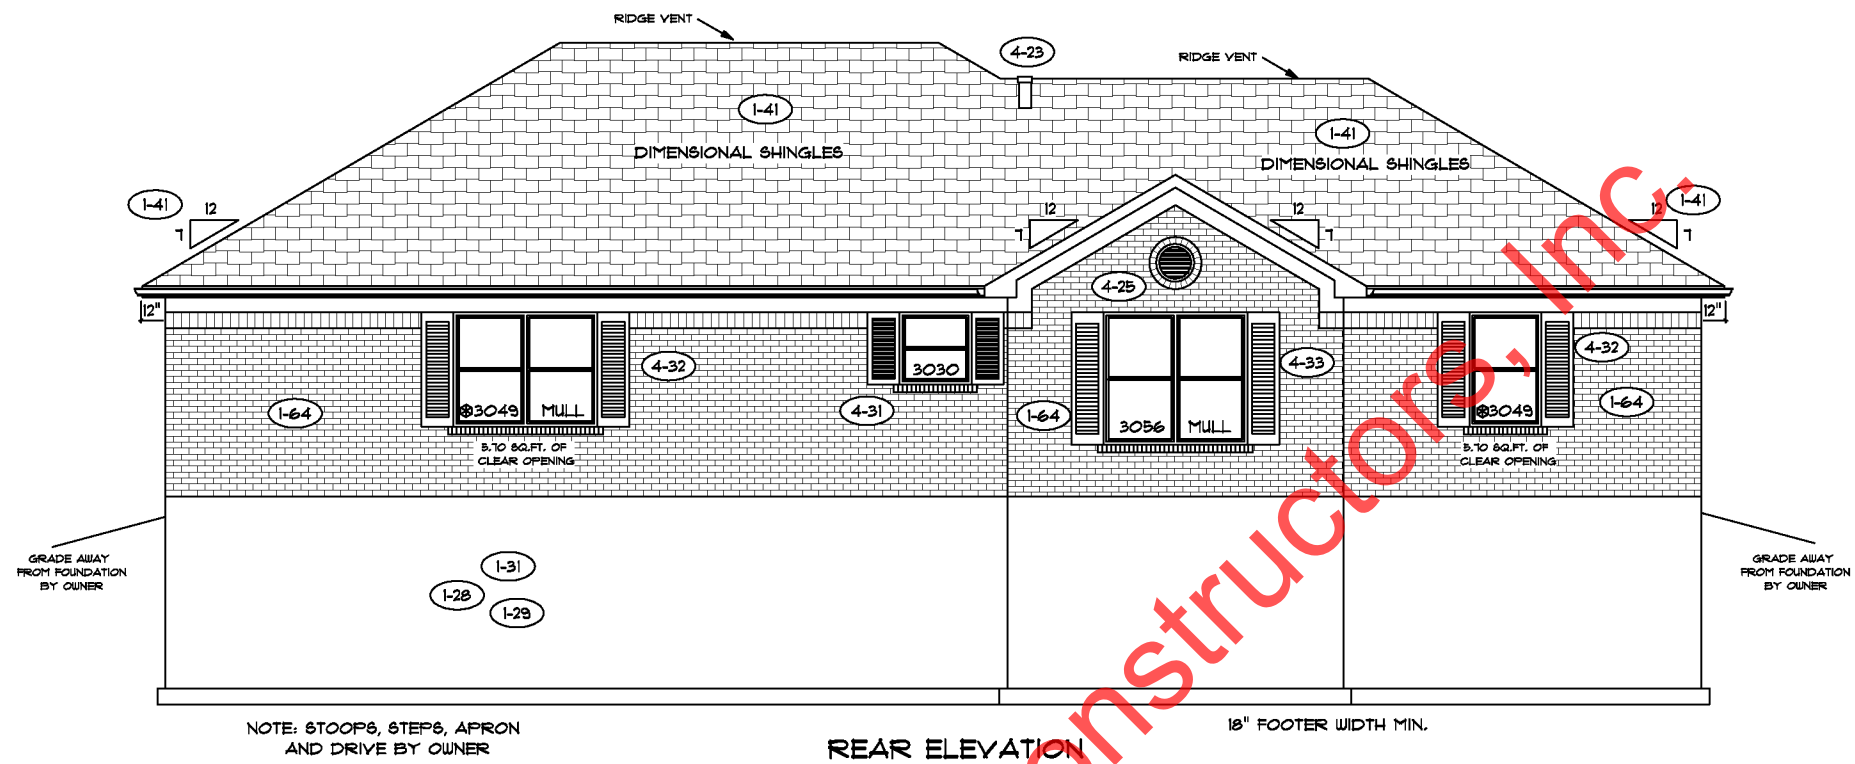 RIDGE VENT
4-23
RIDGE VENT
1-41
DIMENSIONAL SHINGLES
1-41
DIMENSIONAL SHINGLES
1-41
12
7
12
7
12
7
12
7
1-41
4-25
12"
12"
4-32
3030
4-33
4-32
⊛3049 MULL
1-64
4-31
1-64
3056 MULL
⊛3049
1-64
5.70 SQ.FT. OF
CLEAR OPENING
5.70 SQ.FT. OF
CLEAR OPENING
GRADE AWAY
FROM FOUNDATION
BY OWNER
1-31
1-28
1-29
GRADE AWAY
FROM FOUNDATION
BY OWNER
NOTE: STOOPS, STEPS, APRON
AND DRIVE BY OWNER
REAR ELEVATION
18" FOOTER WIDTH MIN.
onstructors, Inc.